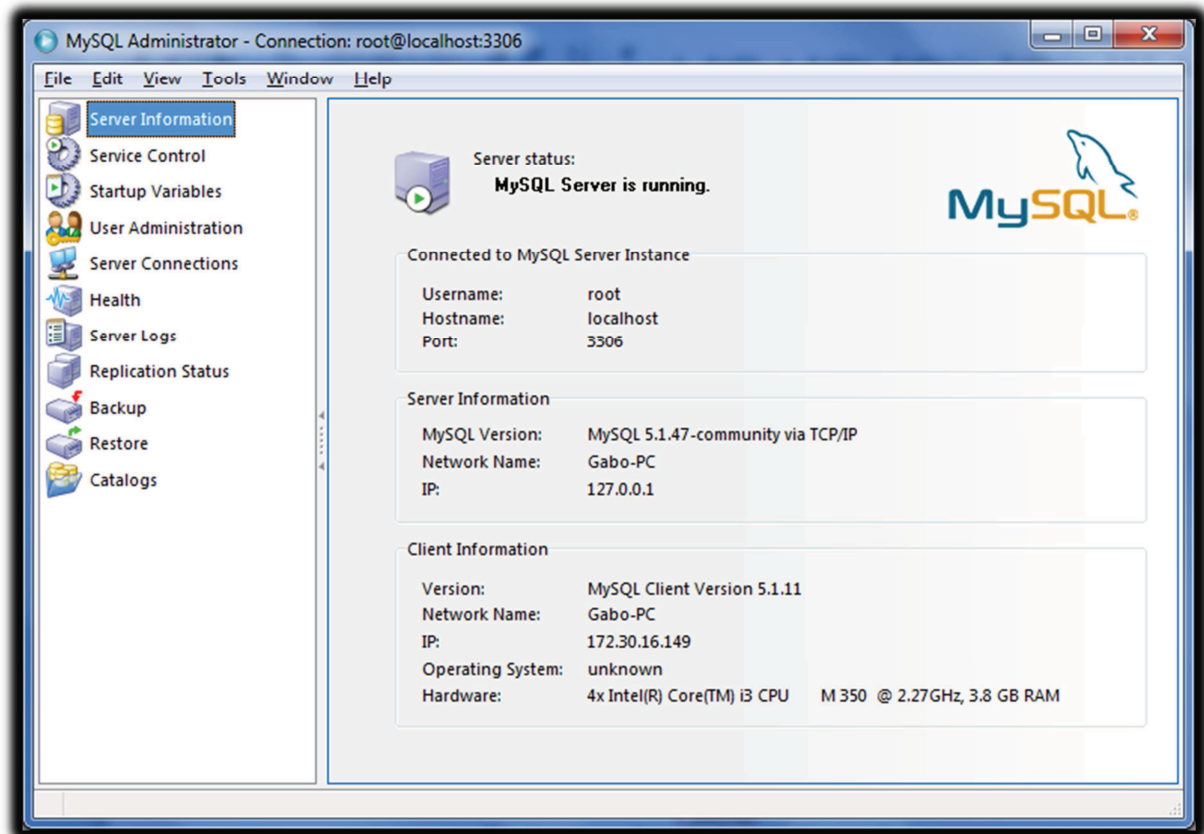 MySQL Administrator - Connection: root@localhost:3306
File Edit View Tools Window Help
Server Information
Service Control
Startup Variables
User Administration
Server Connections
Health
Server Logs
Replication Status
Backup
Restore
Catalogs
Server status:
MySQL Server is running.
MySQL®
Connected to MySQL Server Instance
Username: root
Hostname: localhost
Port: 3306
Server Information
MySQL Version: MySQL 5.1.47-community via TCP/IP
Network Name: Gabo-PC
IP: 127.0.0.1
Client Information
Version: MySQL Client Version 5.1.11
Network Name: Gabo-PC
IP: 172.30.16.149
Operating System: unknown
Hardware: 4x Intel(R) Core(TM) i3 CPU M 350 @ 2.27GHz, 3.8 GB RAM